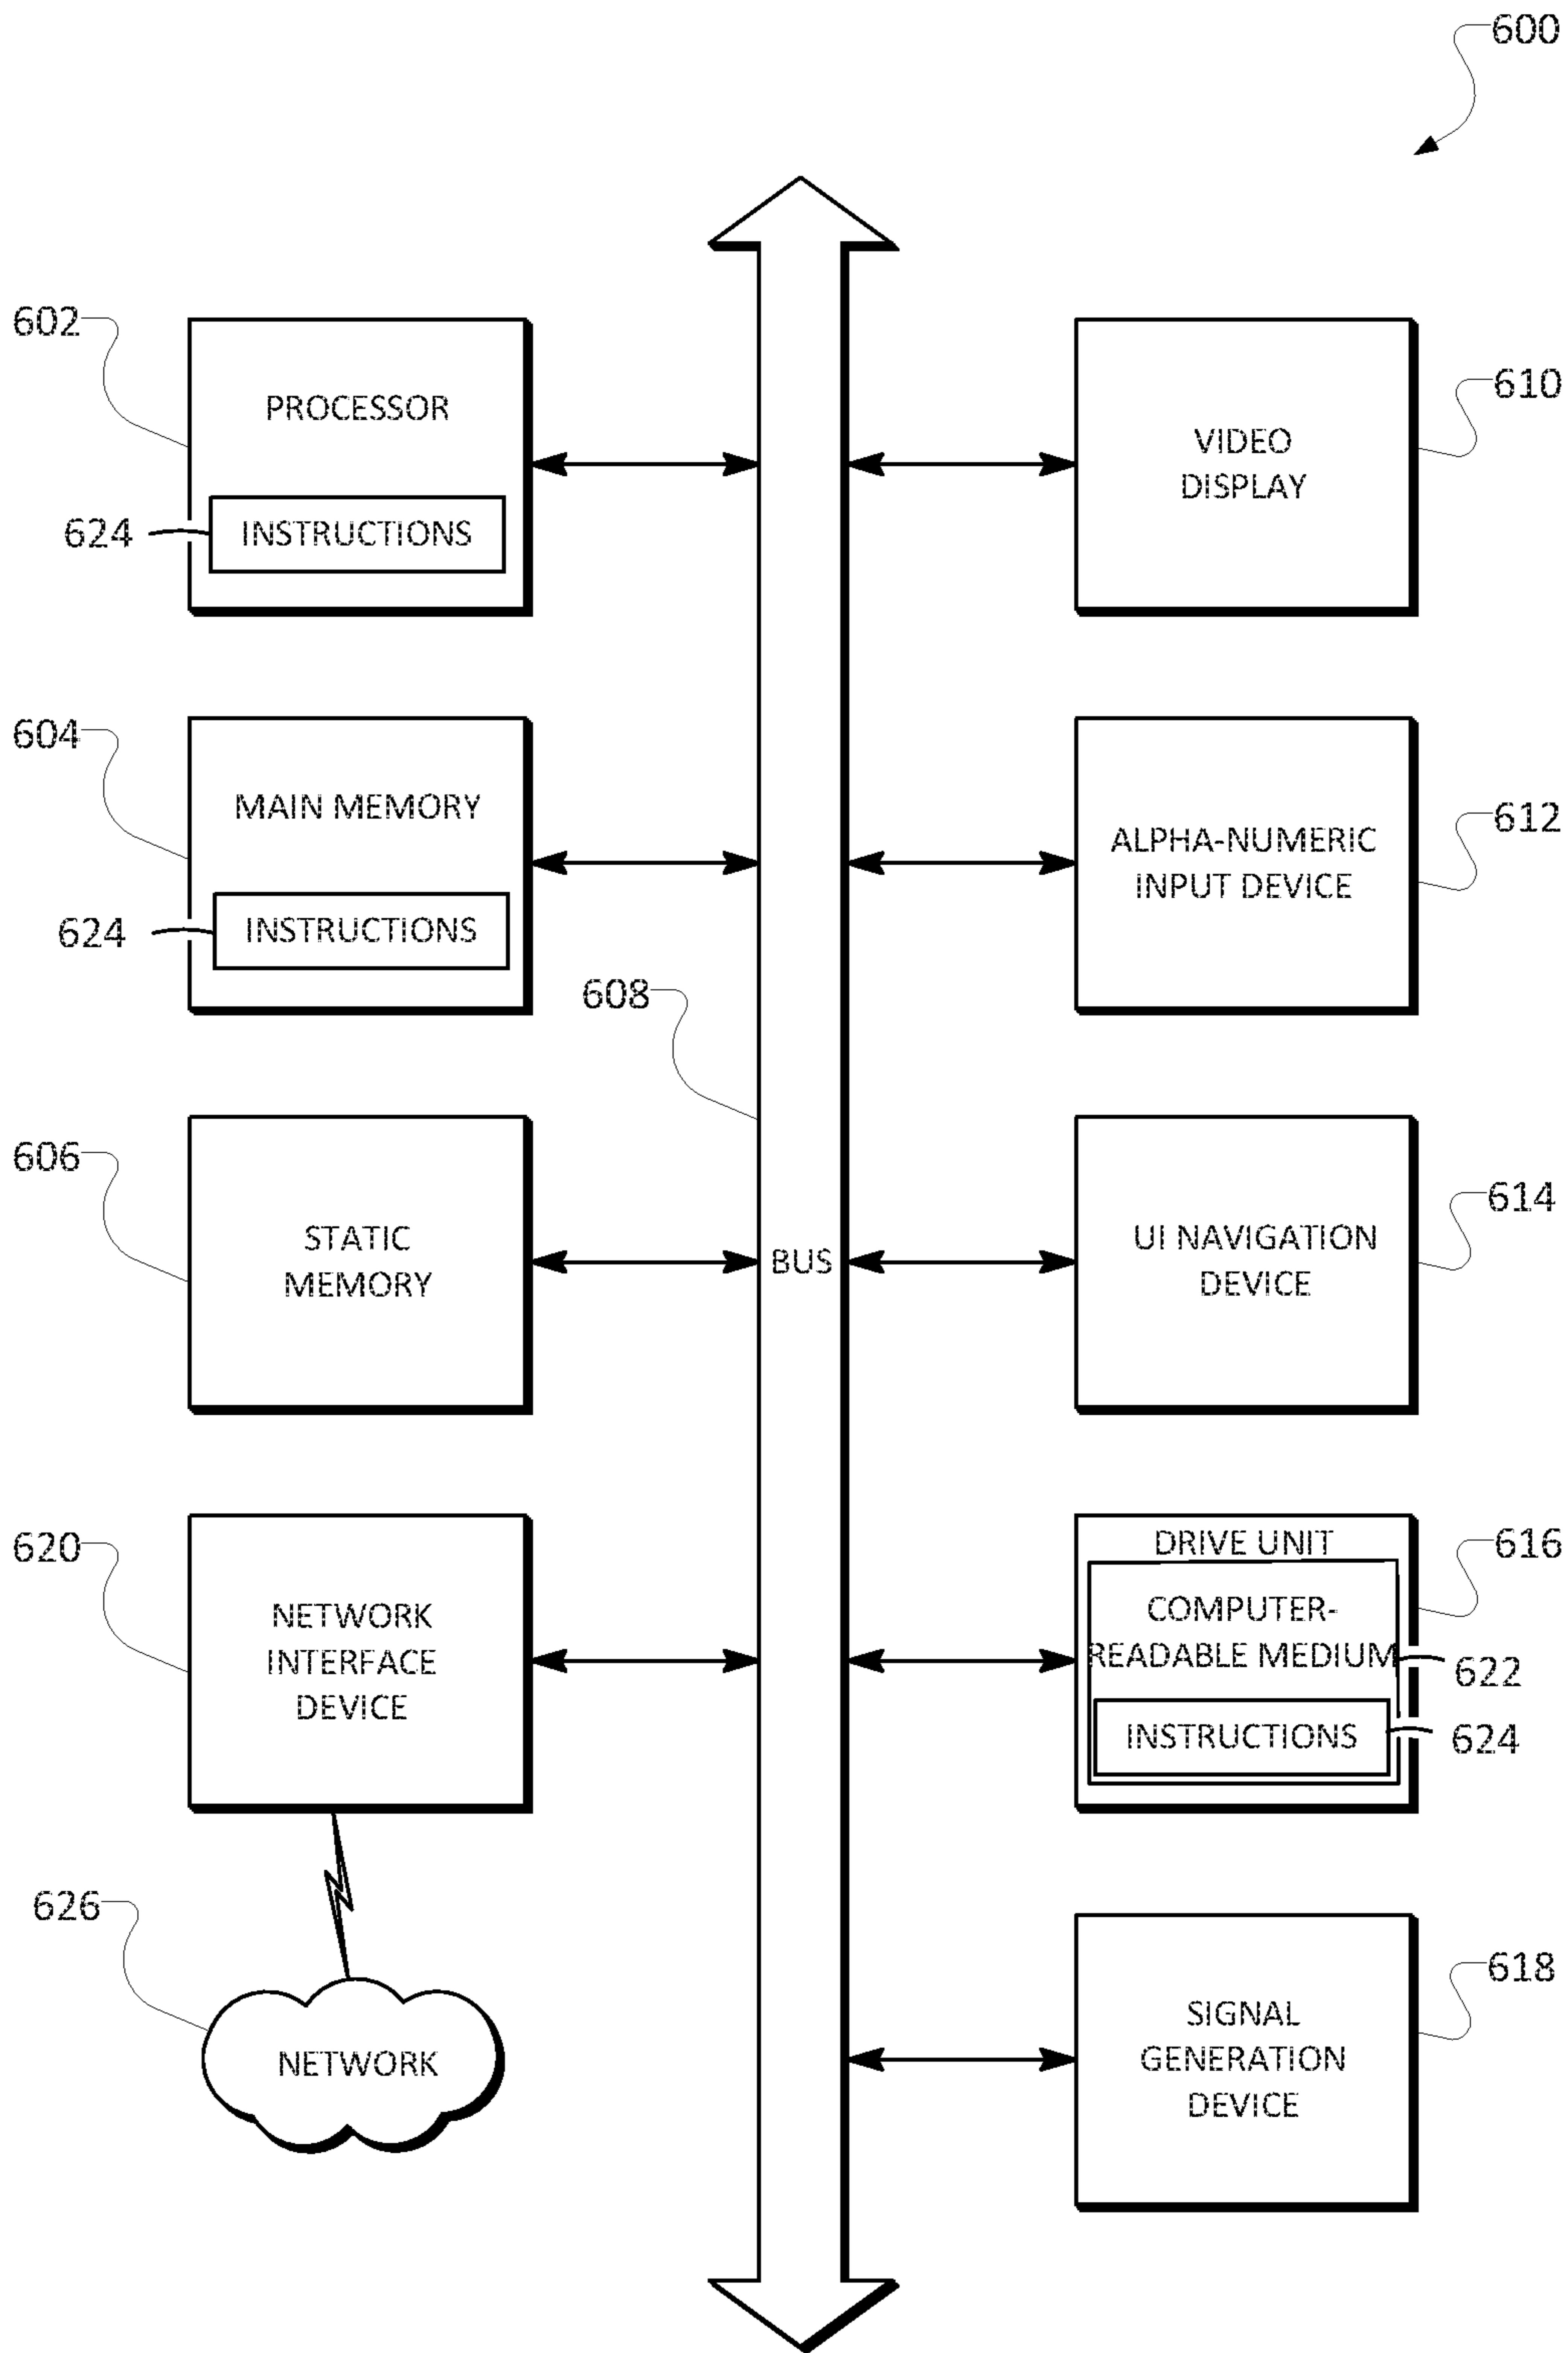 600
602
PROCESSOR
624
INSTRUCTIONS
610
VIDEO
DISPLAY
604
MAIN MEMORY
624
INSTRUCTIONS
612
ALPHA-NUMERIC
INPUT DEVICE
608
BUS
606
STATIC
MEMORY
614
UI NAVIGATION
DEVICE
620
NETWORK
INTERFACE
DEVICE
616
DRIVE UNIT
COMPUTER-
READABLE MEDIUM
622
INSTRUCTIONS
624
626
NETWORK
618
SIGNAL
GENERATION
DEVICE